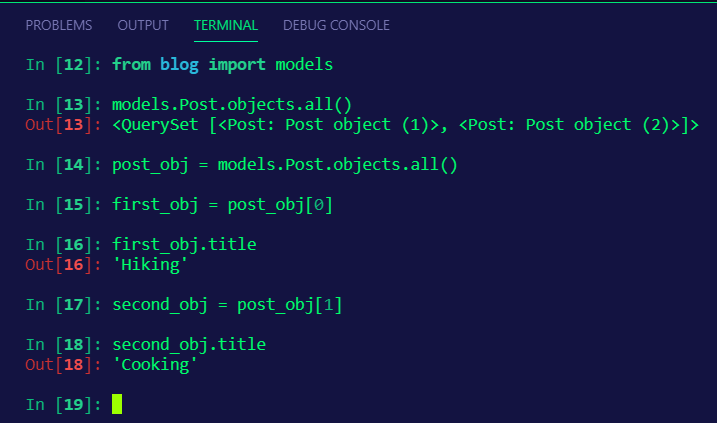 PROBLEMS OUTPUT TERMINAL DEBUG CONSOLE
In [12]: from blog import models
In [13]: models.Post.objects.all()
Out[13]: <QuerySet [<Post: Post object (1)>, <Post: Post object (2)>]>
In [14]: post_obj = models.Post.objects.all()
In [15]: first_obj = post_obj[0]
In [16]: first_obj.title
Out[16]: 'Hiking'
In [17]: second_obj = post_obj[1]
In [18]: second_obj.title
Out[18]: 'Cooking'
In [19]: